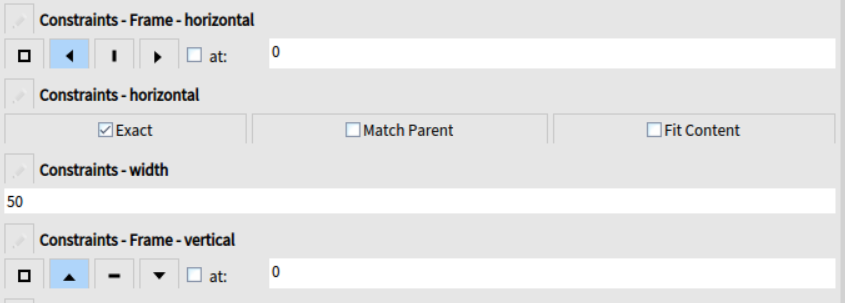 Constraints - Frame - horizontal
at: 0
Constraints - horizontal
Exact Match Parent Fit Content
Constraints - width
50
Constraints - Frame - vertical
at: 0